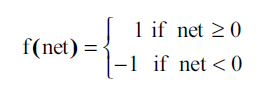 1 if net ≥ 0
f(net) =
−1 if net < 0